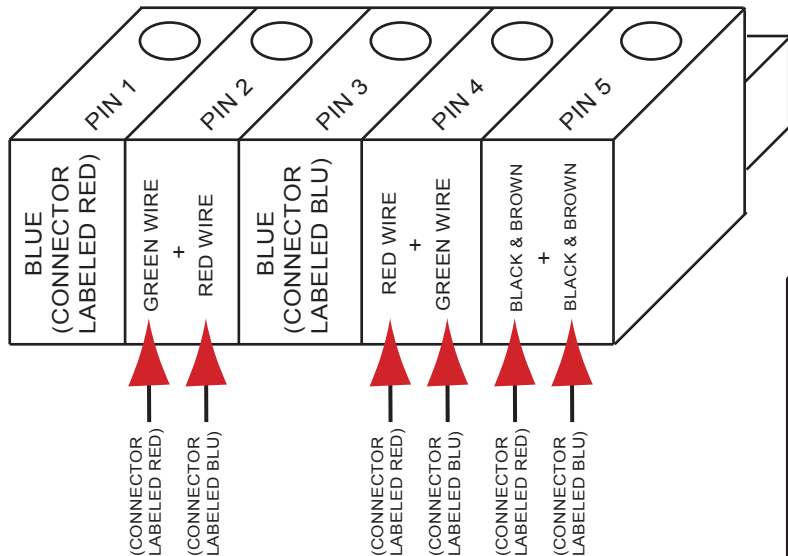 PIN 1
PIN 2
PIN 3
PIN 4
PIN 5
BLUE
(CONNECTOR
LABELED RED)
GREEN WIRE
+
RED WIRE
BLUE
(CONNECTOR
LABELED BLU)
RED WIRE
+
GREEN WIRE
BLACK & BROWN
+
BLACK & BROWN
(CONNECTOR
LABELED RED)
(CONNECTOR
LABELED BLU)
(CONNECTOR
LABELED RED)
(CONNECTOR
LABELED BLU)
(CONNECTOR
LABELED RED)
(CONNECTOR
LABELED BLU)